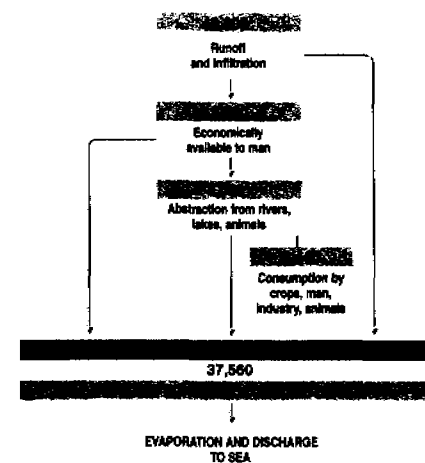 Runoff
and infiltration
Economically
available to man
Abstraction from rivers,
lakes, animals
Consumption by
crops, man,
industry, animals
37,560
EVAPORATION AND DISCHARGE
TO SEA